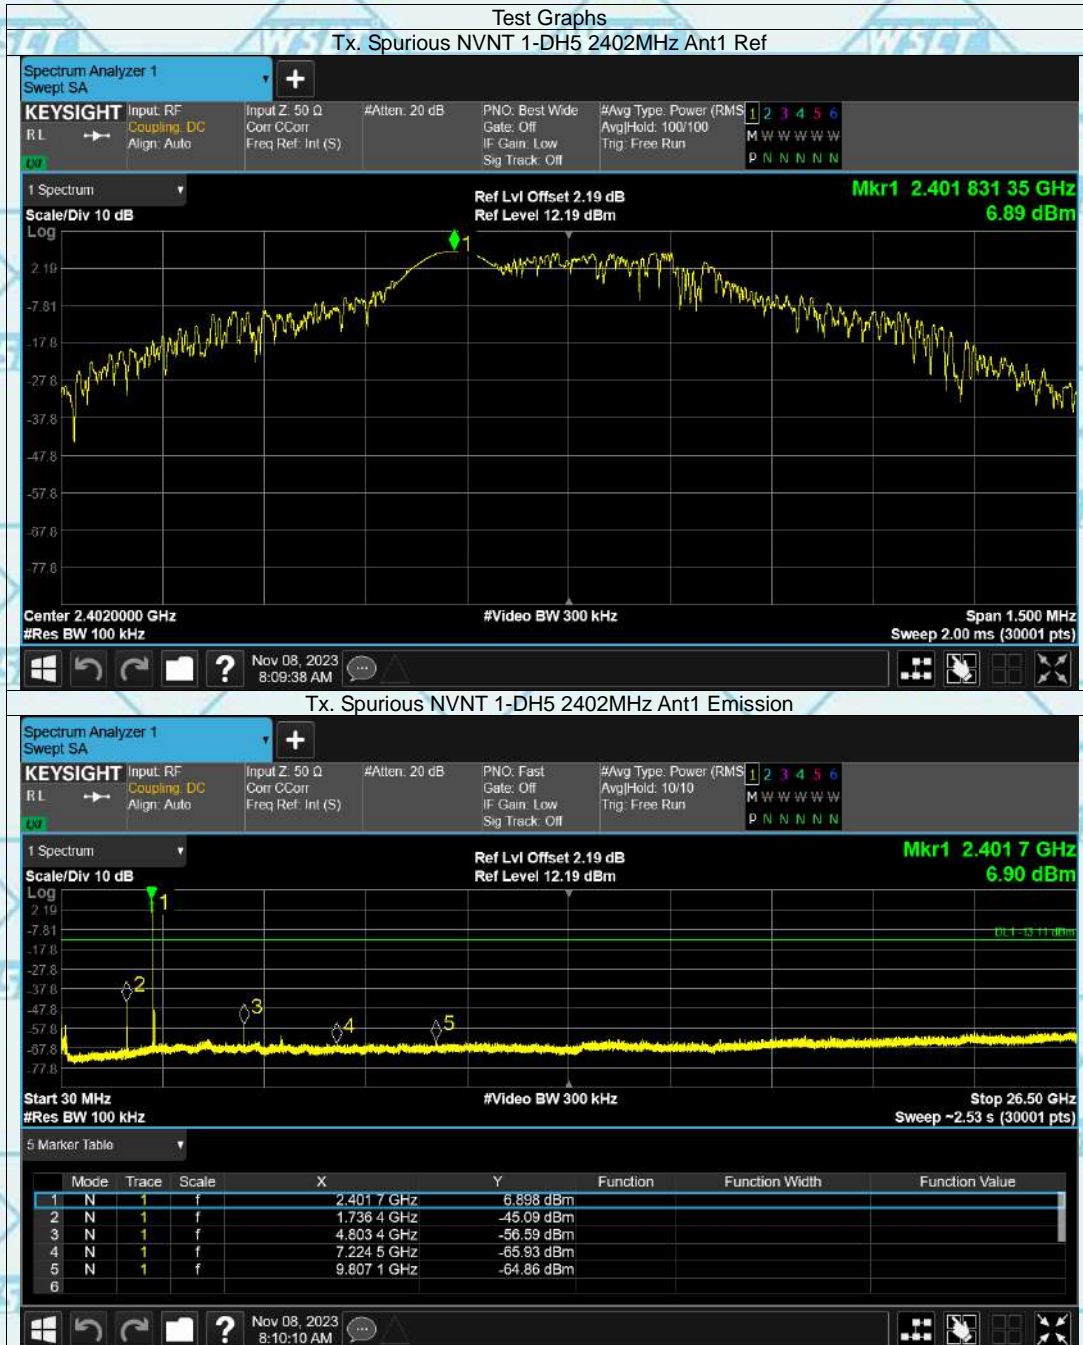 Test Graphs
Tx. Spurious NVNT 1-DH5 2402MHz Ant1 Ref
Spectrum Analyzer 1
Swept SA
KEYSIGHT Input: RF Input Z: 50 Ω #Atten: 20 dB PNO: Best Wide #Avg Type: Power (RMS 1 2 3 4 5 6
RL Coupling: DC Corr CCorr Gate: Off Avg|Hold: 100/100 M W W W W W
Align: Auto Freq Ref: Int (S) IF Gain: Low Trig: Free Run
LXI Sig Track: Off P N N N N N
1 Spectrum Ref Lvl Offset 2.19 dB Mkr1 2.401 831 35 GHz
Scale/Div 10 dB Ref Level 12.19 dBm 6.89 dBm
Log
1
2.19
-7.81
-17.8
-27.8
-37.8
-47.8
-57.8
-67.8
-77.8
Center 2.4020000 GHz #Video BW 300 kHz Span 1.500 MHz
#Res BW 100 kHz Sweep 2.00 ms (30001 pts)
? Nov 08, 2023
8:09:38 AM
Tx. Spurious NVNT 1-DH5 2402MHz Ant1 Emission
Spectrum Analyzer 1
Swept SA
KEYSIGHT Input: RF Input Z: 50 Ω #Atten: 20 dB PNO: Fast #Avg Type: Power (RMS 1 2 3 4 5 6
RL Coupling: DC Corr CCorr Gate: Off Avg|Hold: 10/10 M W W W W W
Align: Auto Freq Ref: Int (S) IF Gain: Low Trig: Free Run
LXI Sig Track: Off P N N N N N
1 Spectrum Ref Lvl Offset 2.19 dB Mkr1 2.401 7 GHz
Scale/Div 10 dB Ref Level 12.19 dBm 6.90 dBm
Log
1
2.19
-7.81 DL1 -13.11 dBm
-17.8
-27.8
-37.8 2
-47.8 3
-57.8 4 5
-67.8
-77.8
Start 30 MHz #Video BW 300 kHz Stop 26.50 GHz
#Res BW 100 kHz Sweep ~2.53 s (30001 pts)
5 Marker Table
Mode Trace Scale X Y Function Function Width Function Value
1 N 1 f 2.401 7 GHz 6.898 dBm
2 N 1 f 1.736 4 GHz -45.09 dBm
3 N 1 f 4.803 4 GHz -56.59 dBm
4 N 1 f 7.224 5 GHz -65.93 dBm
5 N 1 f 9.807 1 GHz -64.86 dBm
6
? Nov 08, 2023
8:10:10 AM